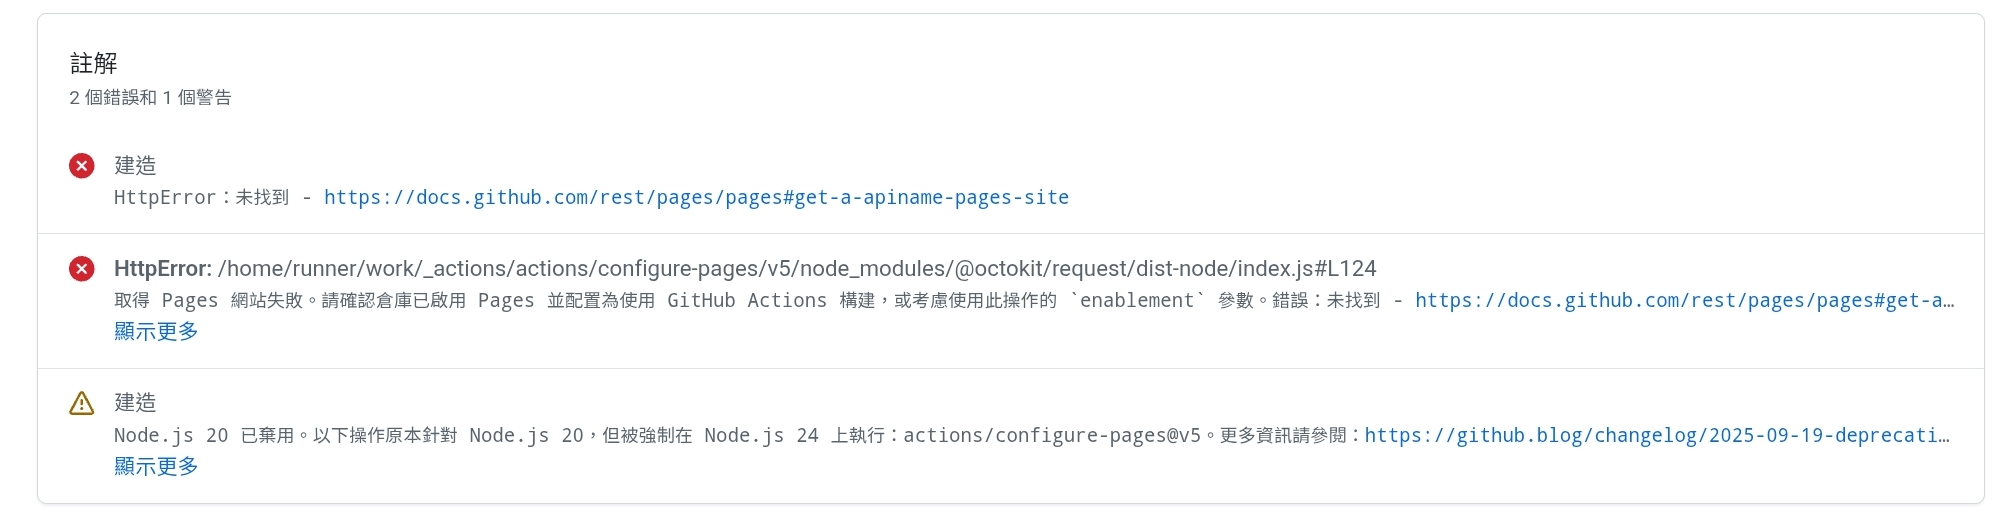 註解
2 個錯誤和 1 個警告
建造
HttpError：未找到 - https://docs.github.com/rest/pages/pages#get-a-apiname-pages-site
HttpError: /home/runner/work/_actions/actions/configure-pages/v5/node_modules/@octokit/request/dist-node/index.js#L124
取得 Pages 網站失敗。請確認倉庫已啟用 Pages 並配置為使用 GitHub Actions 構建，或考慮使用此操作的 `enablement` 參數。錯誤：未找到 - https://docs.github.com/rest/pages/pages#get-a…
顯示更多
建造
Node.js 20 已棄用。以下操作原本針對 Node.js 20，但被強制在 Node.js 24 上執行：actions/configure-pages@v5。更多資訊請參閱：https://github.blog/changelog/2025-09-19-deprecati…
顯示更多